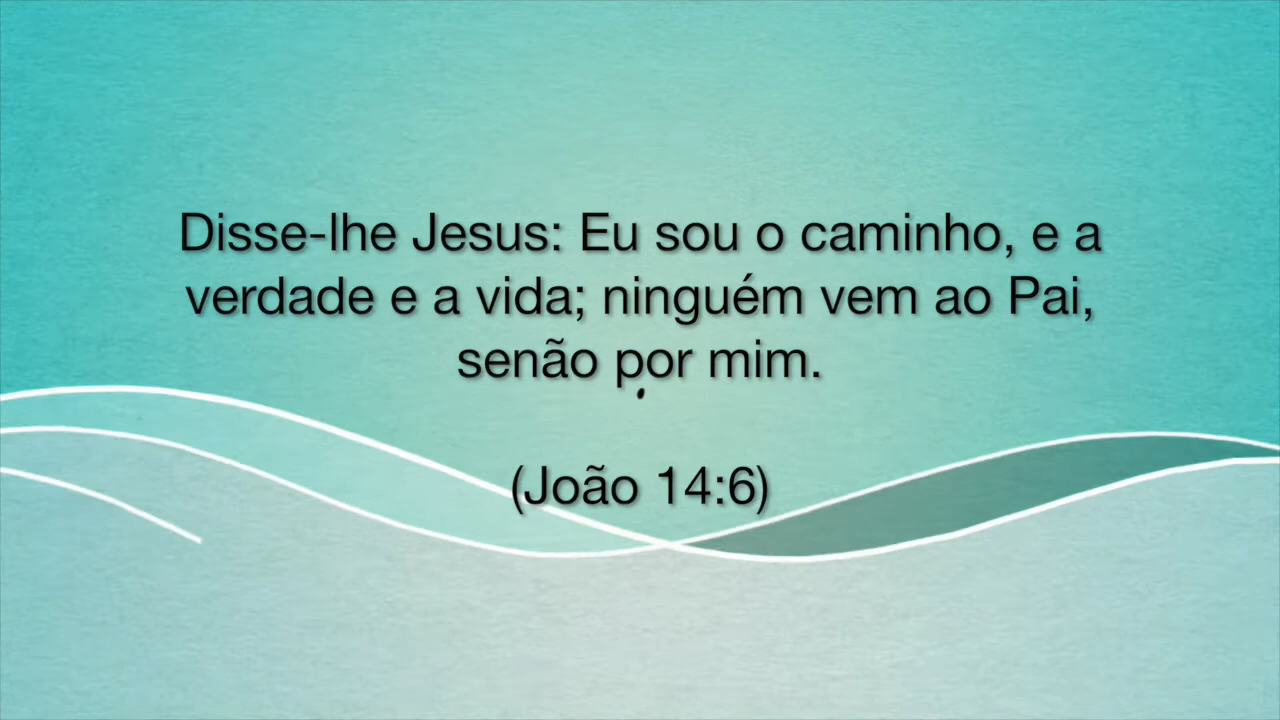 Disse-lhe Jesus: Eu sou o caminho, e a
verdade e a vida; ninguém vem ao Pai,
senão por mim.
(João 14:6)